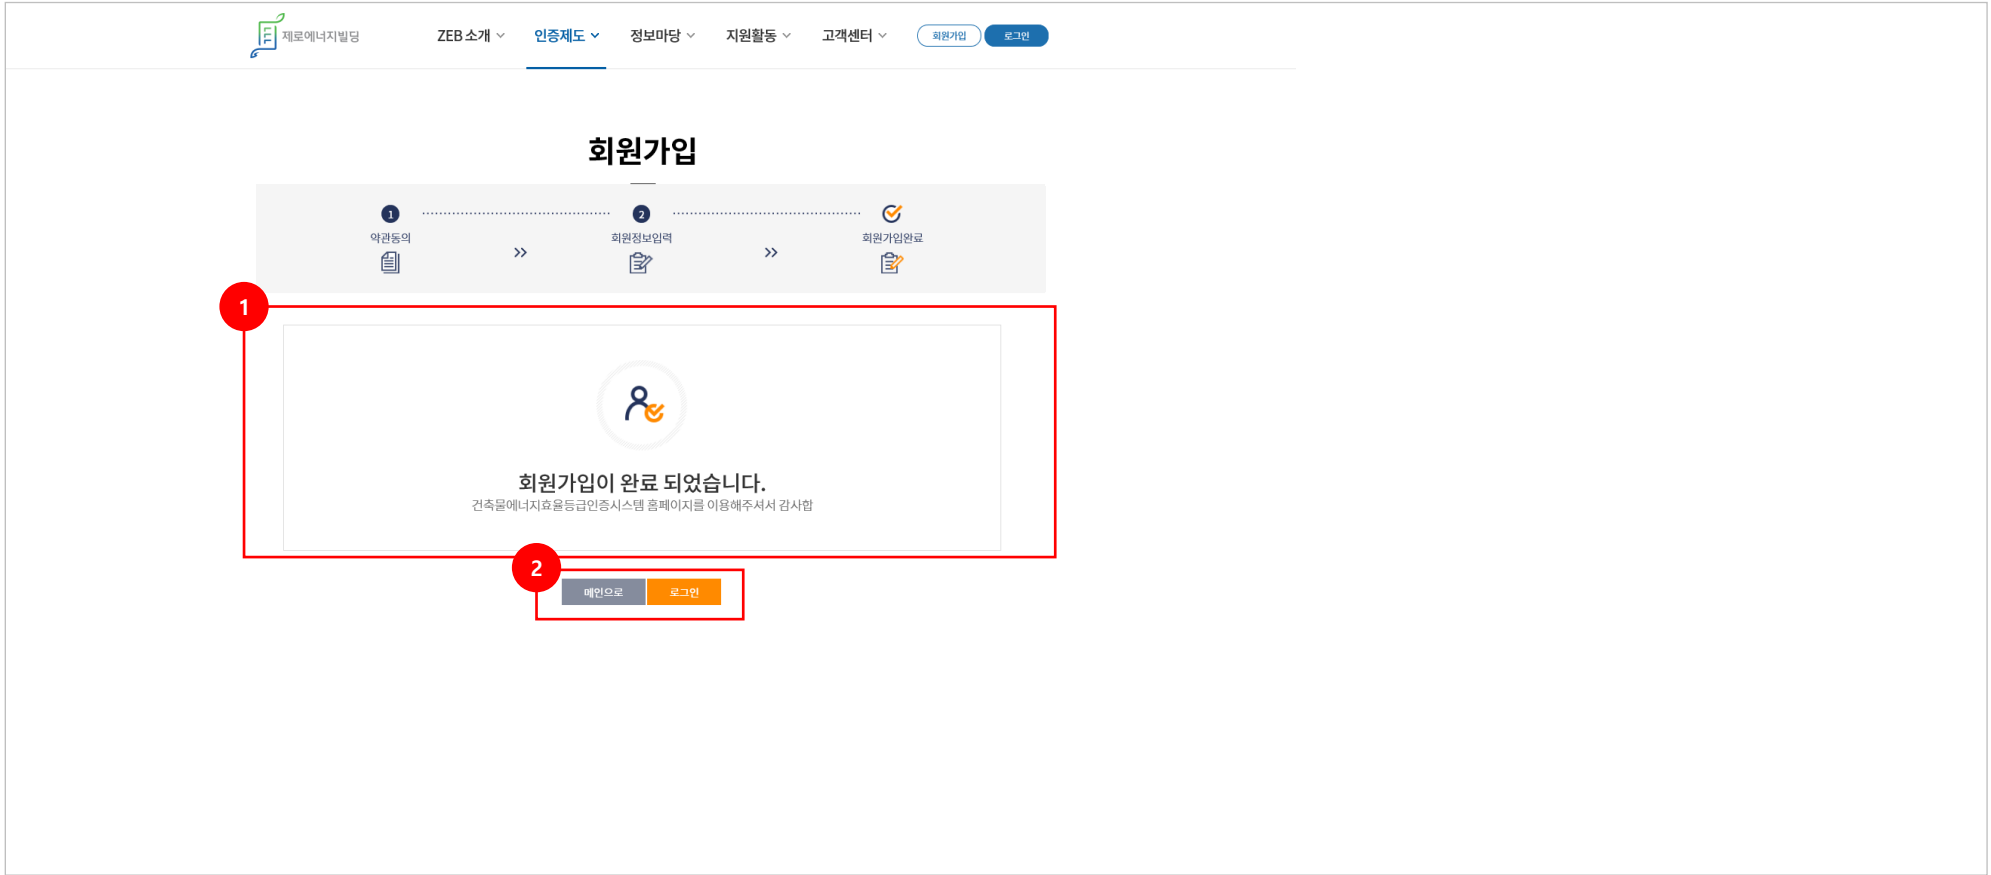 제로에너지빌딩
ZEB 소개 인증제도 정보마당 지원활동 고객센터 회원가입 로그인
회원가입
1 2
약관동의 회원정보입력 회원가입완료
1
회원가입이 완료 되었습니다.
건축물에너지효율등급인증시스템 홈페이지를 이용해주셔서 감사합
2
메인으로 로그인